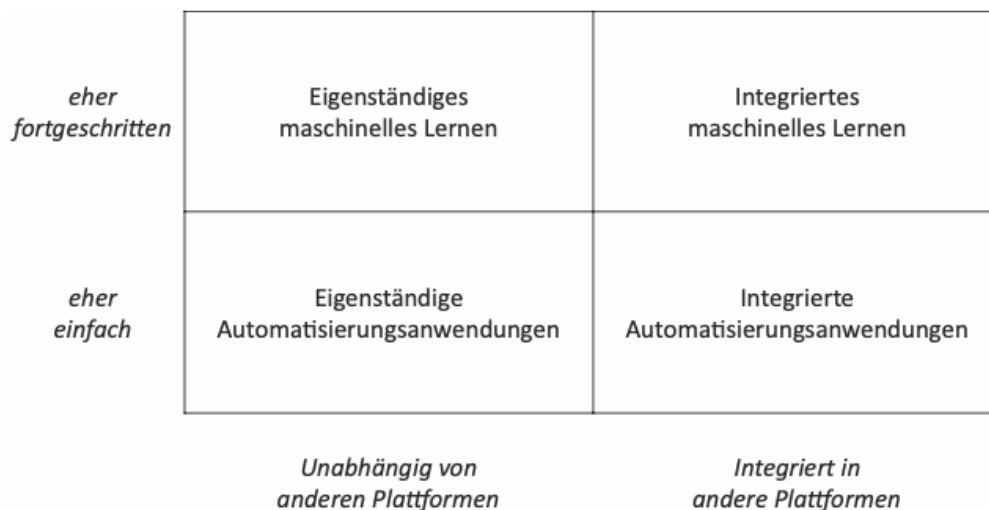 eher
fortgeschritten
Eigenständiges
maschinelles Lernen
Integriertes
maschinelles Lernen
eher
einfach
Eigenständige
Automatisierungsanwendungen
Integrierte
Automatisierungsanwendungen
Unabhängig von
anderen Plattformen
Integriert in
andere Plattformen